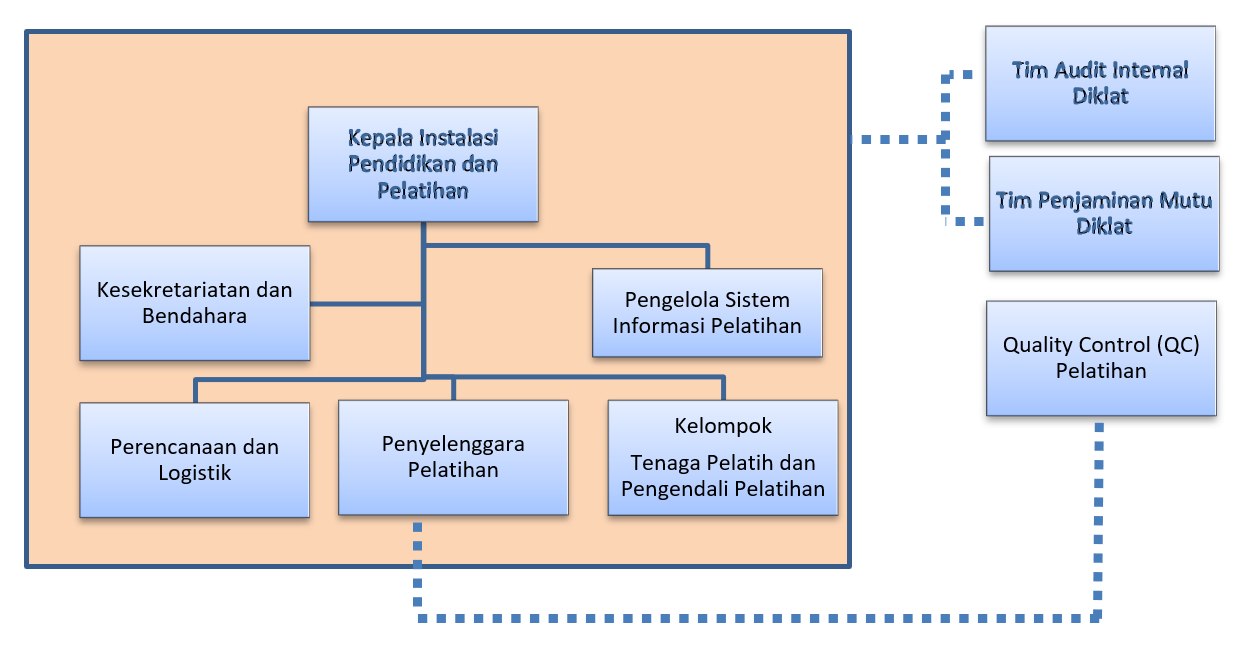 Kepala Instalasi
Pendidikan dan
Pelatihan
Kesekretariatan dan
Bendahara
Pengelola Sistem
Informasi Pelatihan
Perencanaan dan
Logistik
Penyelenggara
Pelatihan
Kelompok
Tenaga Pelatih dan
Pengendali Pelatihan
Tim Audit Internal
Diklat
Tim Penjaminan Mutu
Diklat
Quality Control (QC)
Pelatihan